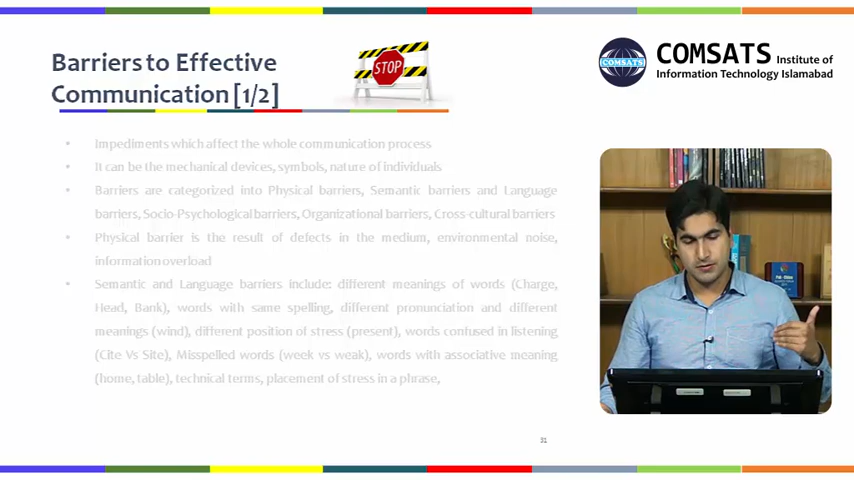 Barriers to Effective
Communication [1/2]
STOP
COMSATS
COMSATS Institute of
Information Technology Islamabad
• Impediments which affect the whole communication process
• It can be the mechanical devices, symbols, nature of individuals
• Barriers are categorized into Physical barriers, Semantic barriers and Language
barriers, Socio-Psychological barriers, Organizational barriers, Cross-cultural barriers
• Physical barrier is the result of defects in the medium, environmental noise,
information overload
• Semantic and Language barriers include: different meanings of words (Charge,
Head, Bank), words with same spelling, different pronunciation and different
meanings (wind), different position of stress (present), words confused in listening
(Cite Vs Site), Misspelled words (week vs weak), words with associative meaning
(home, table), technical terms, placement of stress in a phrase,